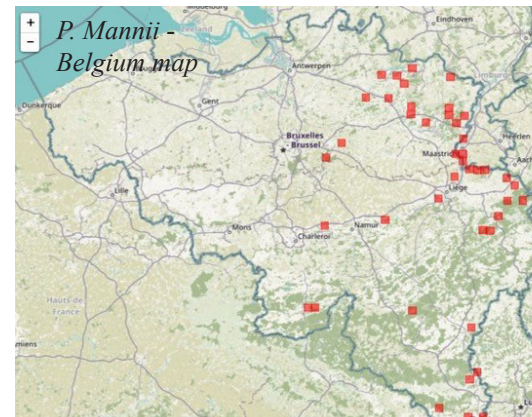 Middelburg
+
−
P. Mannii -
Belgium map
Zeeland
Eindhoven
Antwerpen
Limburg
Dunkerque
Gent
Bruxelles
- Brussel
Maastricht
Heerlen
Aach
Lille
Liège
Mons
Charleroi
Namur
Hauts de
France
miens